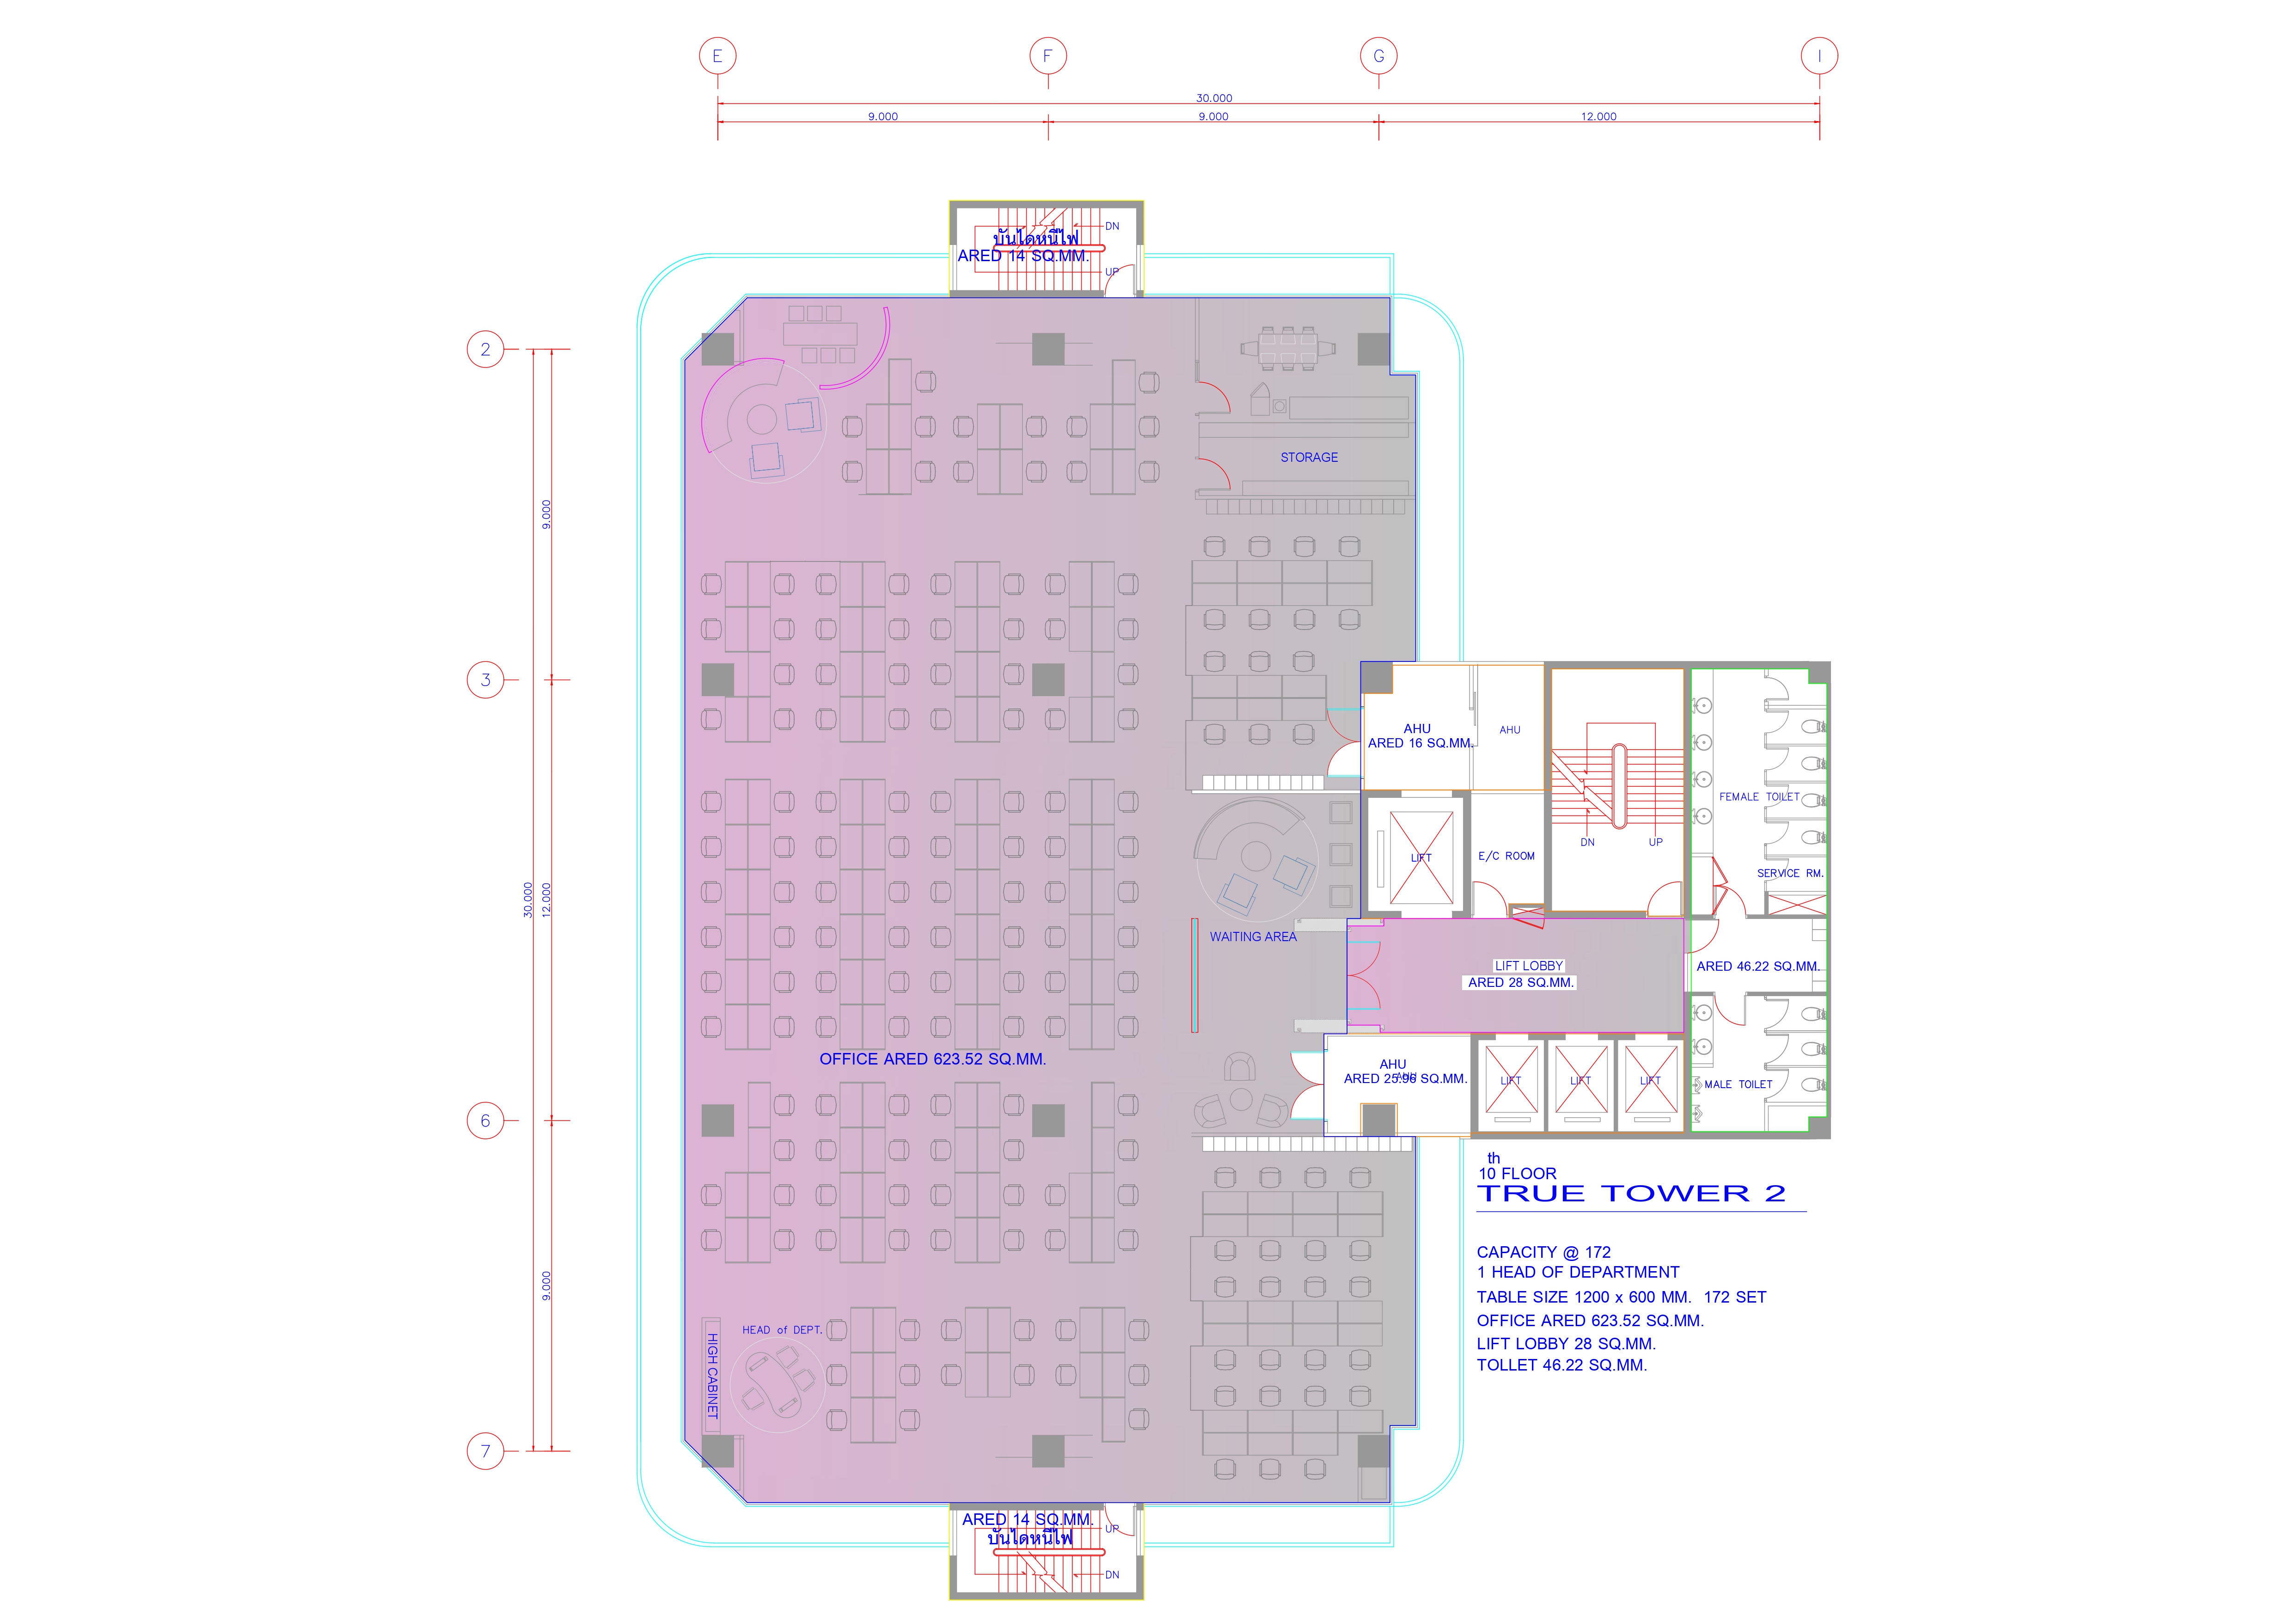 E
F
G
I
30.000
9.000
9.000
12.000
DN
บันไดหนีไฟ
ARED 14 SQ.MM.
UP
2
3
6
7
9.000
30.000
12.000
9.000
STORAGE
AHU
ARED 16 SQ.MM.
AHU
FEMALE TOILET
DN
UP
LIFT
E/C ROOM
SERVICE RM.
WAITING AREA
LIFT LOBBY
ARED 28 SQ.MM.
ARED 46.22 SQ.MM.
OFFICE ARED 623.52 SQ.MM.
AHU
ARED 25.96 SQ.MM.
AHU
LIFT
LIFT
LIFT
MALE TOILET
th
10 FLOOR
TRUE TOWER 2
CAPACITY @ 172
1 HEAD OF DEPARTMENT
TABLE SIZE 1200 x 600 MM. 172 SET
OFFICE ARED 623.52 SQ.MM.
LIFT LOBBY 28 SQ.MM.
TOLLET 46.22 SQ.MM.
HEAD of DEPT.
HIGH CABINET
ARED 14 SQ.MM.
UP
บันไดหนีไฟ
DN